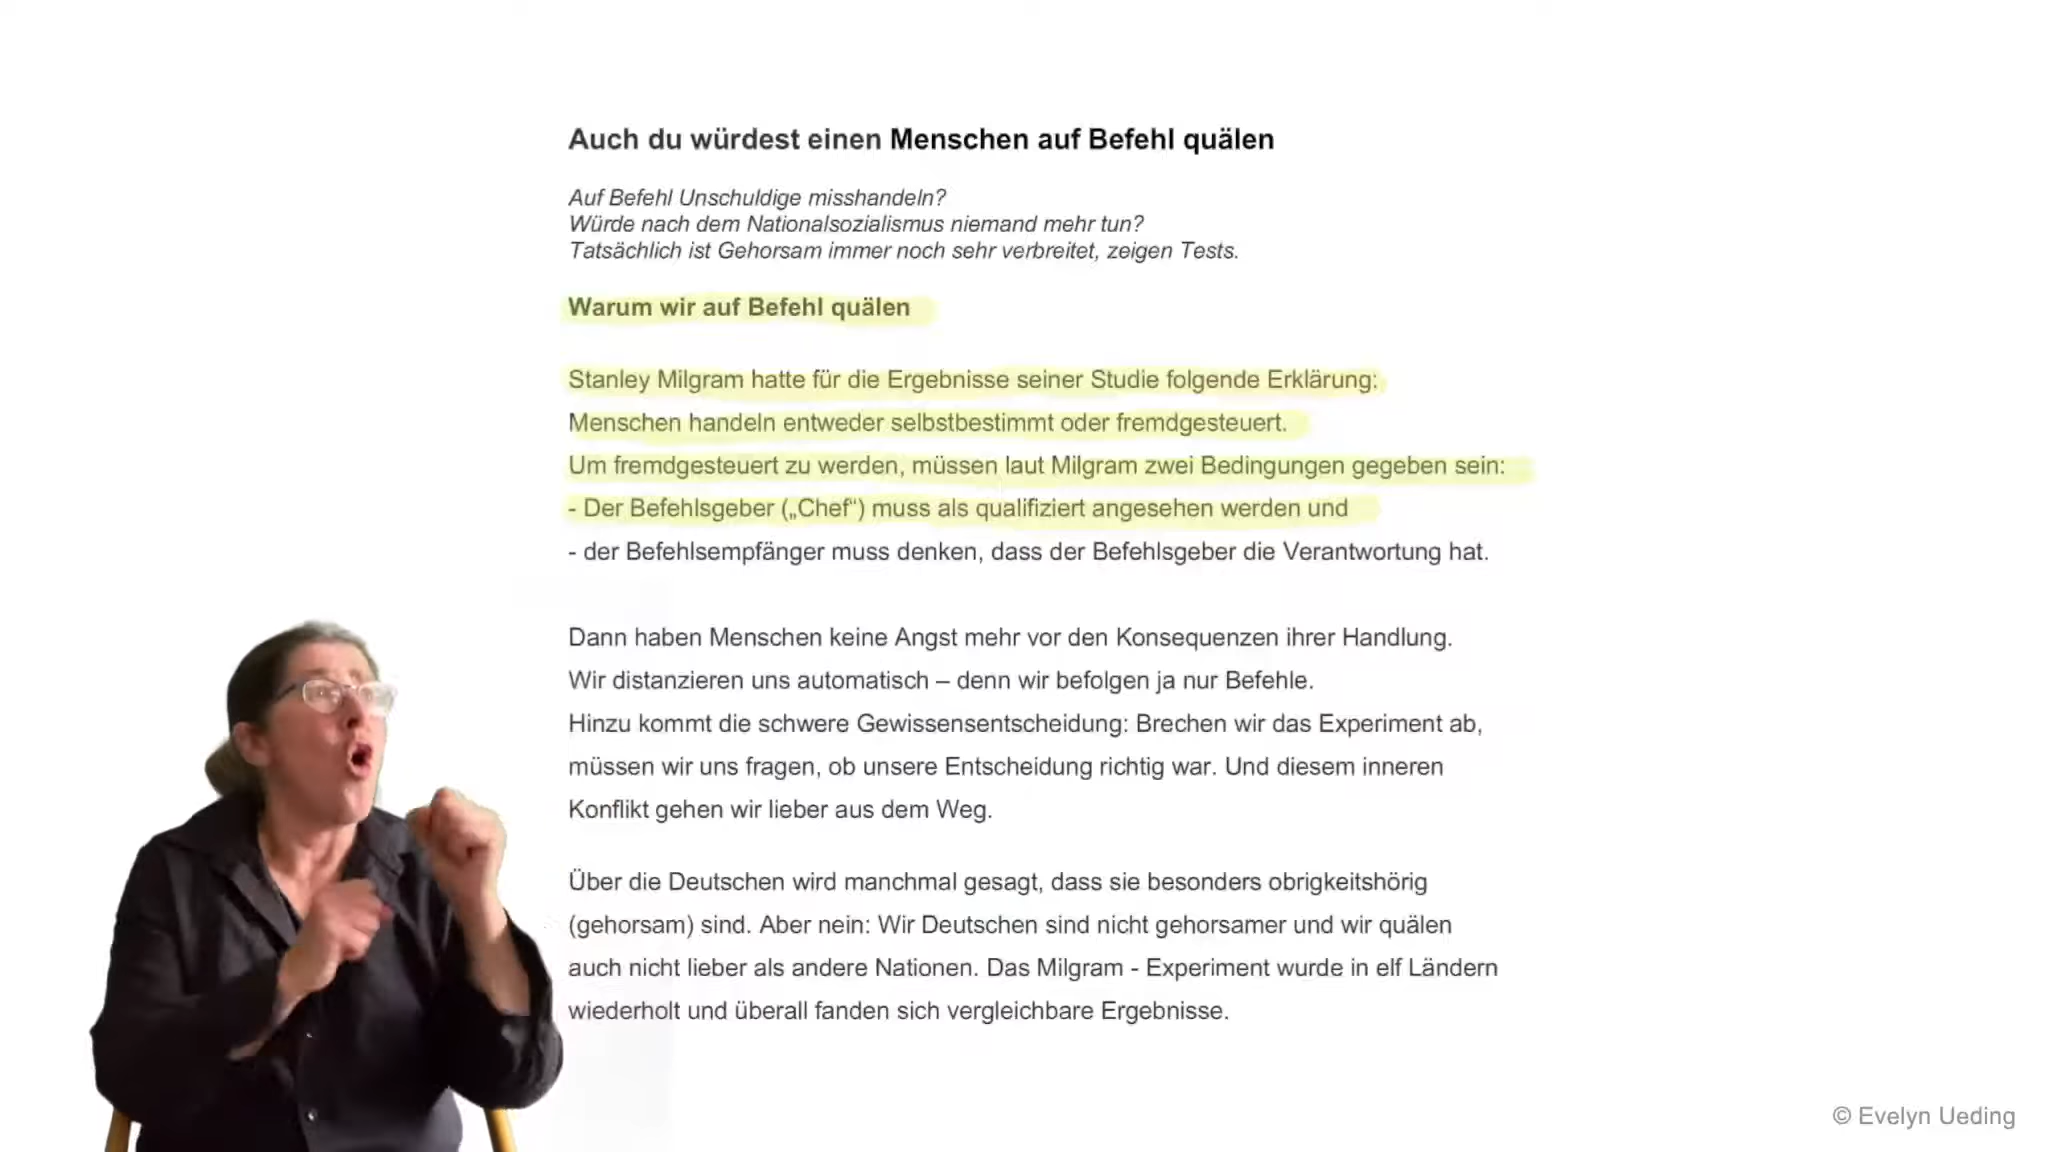 Auch du würdest einen Menschen auf Befehl quälen
Auf Befehl Unschuldige misshandeln?
Würde nach dem Nationalsozialismus niemand mehr tun?
Tatsächlich ist Gehorsam immer noch sehr verbreitet, zeigen Tests.
Warum wir auf Befehl quälen
Stanley Milgram hatte für die Ergebnisse seiner Studie folgende Erklärung:
Menschen handeln entweder selbstbestimmt oder fremdgesteuert.
Um fremdgesteuert zu werden, müssen laut Milgram zwei Bedingungen gegeben sein:
- Der Befehlsgeber („Chef“) muss als qualifiziert angesehen werden und
- der Befehlsempfänger muss denken, dass der Befehlsgeber die Verantwortung hat.
Dann haben Menschen keine Angst mehr vor den Konsequenzen ihrer Handlung.
Wir distanzieren uns automatisch – denn wir befolgen ja nur Befehle.
Hinzu kommt die schwere Gewissensentscheidung: Brechen wir das Experiment ab,
müssen wir uns fragen, ob unsere Entscheidung richtig war. Und diesem inneren
Konflikt gehen wir lieber aus dem Weg.
Über die Deutschen wird manchmal gesagt, dass sie besonders obrigkeitshörig
(gehorsam) sind. Aber nein: Wir Deutschen sind nicht gehorsamer und wir quälen
auch nicht lieber als andere Nationen. Das Milgram - Experiment wurde in elf Ländern
wiederholt und überall fanden sich vergleichbare Ergebnisse.
© Evelyn Ueding